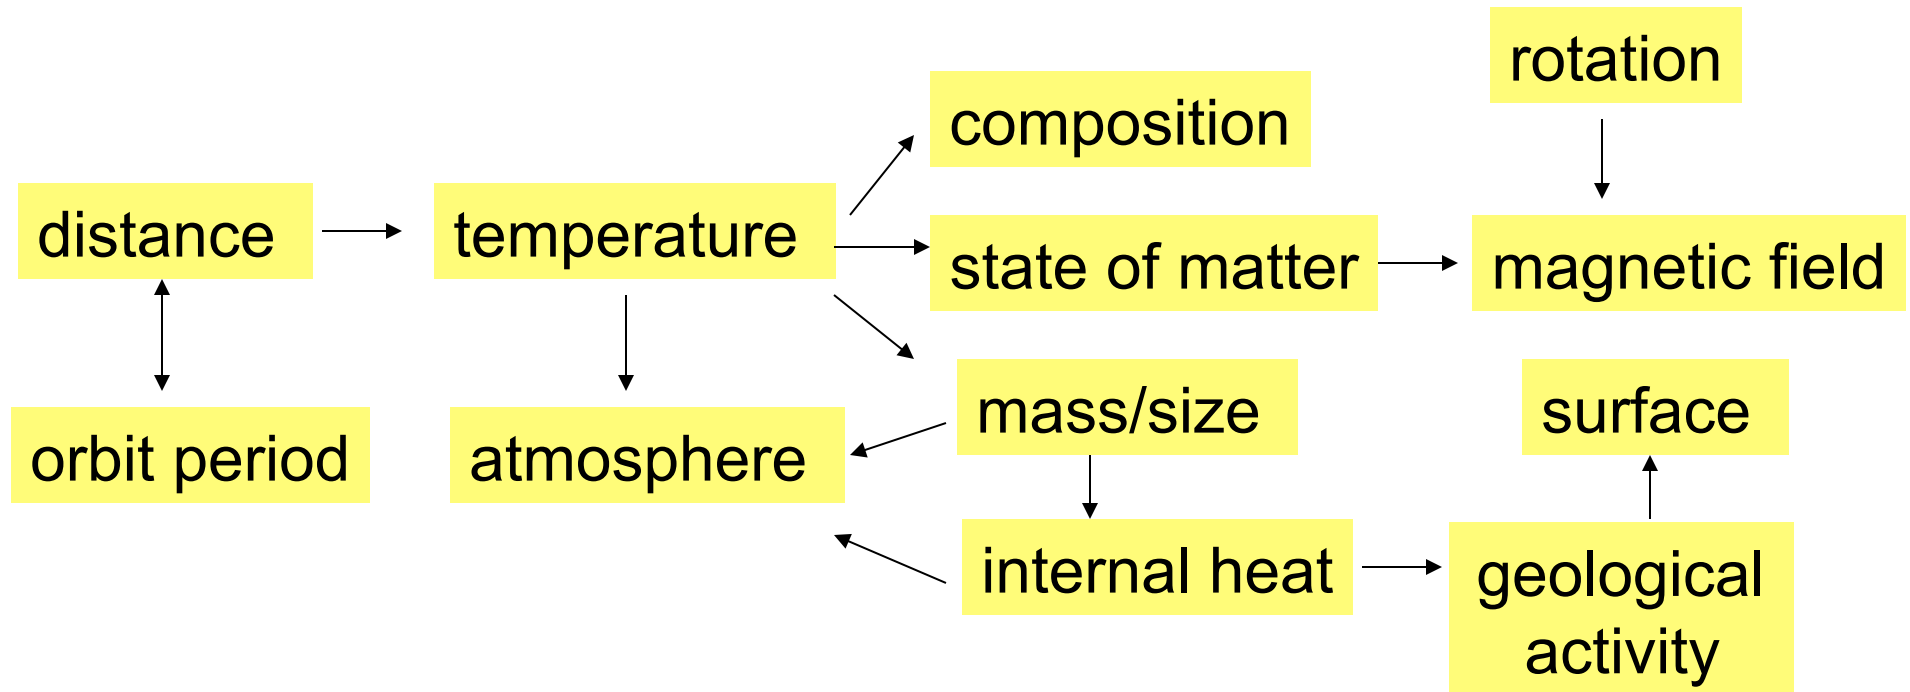 rotation
composition
distance
temperature
state of matter
magnetic field
mass/size
surface
orbit period
atmosphere
internal heat
geological
activity